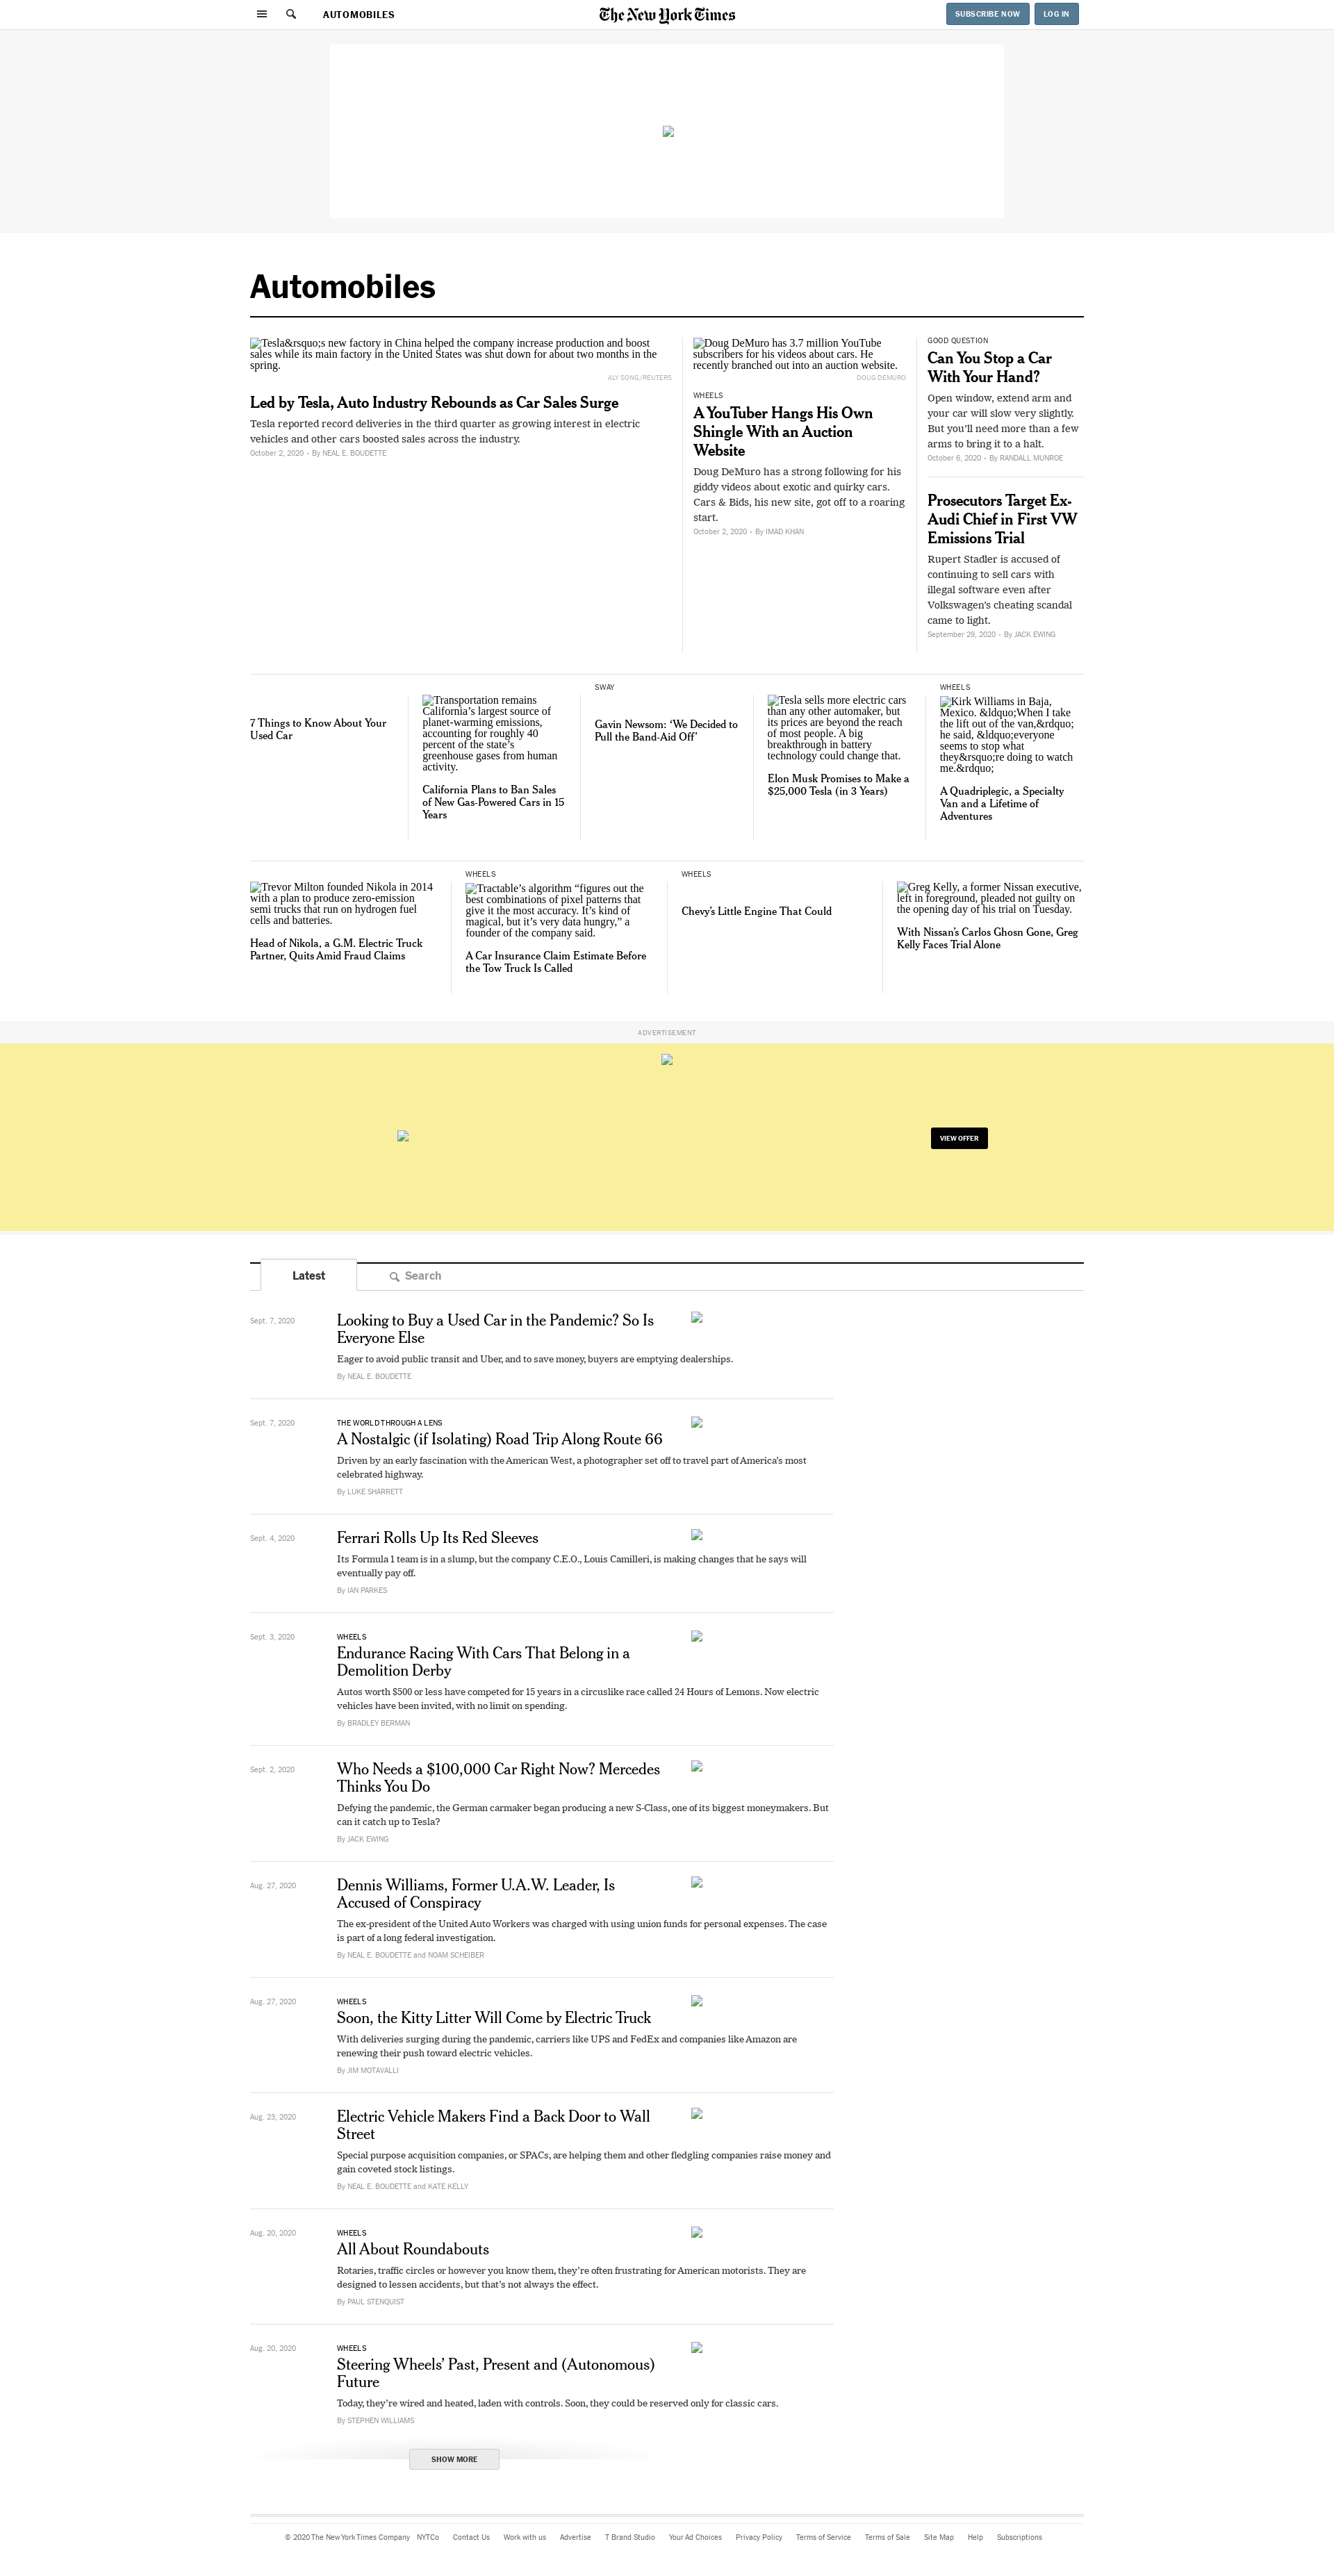 AUTOMOBILES
The New York Times
SUBSCRIBE NOW
LOG IN
Automobiles
Tesla&rsquo;s new factory in China helped the company increase production and boost
sales while its main factory in the United States was shut down for about two months in the
spring.
ALY SONG/REUTERS
Led by Tesla, Auto Industry Rebounds as Car Sales Surge
Tesla reported record deliveries in the third quarter as growing interest in electric
vehicles and other cars boosted sales across the industry.
October 2, 2020 • By NEAL E. BOUDETTE
Doug DeMuro has 3.7 million YouTube
subscribers for his videos about cars. He
recently branched out into an auction website.
DOUG DEMURO
WHEELS
A YouTuber Hangs His Own
Shingle With an Auction
Website
Doug DeMuro has a strong following for his
giddy videos about exotic and quirky cars.
Cars & Bids, his new site, got off to a roaring
start.
October 2, 2020 • By IMAD KHAN
GOOD QUESTION
Can You Stop a Car
With Your Hand?
Open window, extend arm and
your car will slow very slightly.
But you’ll need more than a few
arms to bring it to a halt.
October 6, 2020 • By RANDALL MUNROE
Prosecutors Target Ex-
Audi Chief in First VW
Emissions Trial
Rupert Stadler is accused of
continuing to sell cars with
illegal software even after
Volkswagen’s cheating scandal
came to light.
September 29, 2020 • By JACK EWING
7 Things to Know About Your
Used Car
Transportation remains
California’s largest source of
planet-warming emissions,
accounting for roughly 40
percent of the state’s
greenhouse gases from human
activity.
California Plans to Ban Sales
of New Gas-Powered Cars in 15
Years
SWAY
Gavin Newsom: ‘We Decided to
Pull the Band-Aid Off’
Tesla sells more electric cars
than any other automaker, but
its prices are beyond the reach
of most people. A big
breakthrough in battery
technology could change that.
Elon Musk Promises to Make a
$25,000 Tesla (in 3 Years)
WHEELS
Kirk Williams in Baja,
Mexico. &ldquo;When I take
the lift out of the van,&rdquo;
he said, &ldquo;everyone
seems to stop what
they&rsquo;re doing to watch
me.&rdquo;
A Quadriplegic, a Specialty
Van and a Lifetime of
Adventures
Trevor Milton founded Nikola in 2014
with a plan to produce zero-emission
semi trucks that run on hydrogen fuel
cells and batteries.
Head of Nikola, a G.M. Electric Truck
Partner, Quits Amid Fraud Claims
WHEELS
Tractable’s algorithm “figures out the
best combinations of pixel patterns that
give it the most accuracy. It’s kind of
magical, but it’s very data hungry,” a
founder of the company said.
A Car Insurance Claim Estimate Before
the Tow Truck Is Called
WHEELS
Chevy’s Little Engine That Could
Greg Kelly, a former Nissan executive,
left in foreground, pleaded not guilty on
the opening day of his trial on Tuesday.
With Nissan’s Carlos Ghosn Gone, Greg
Kelly Faces Trial Alone
ADVERTISEMENT
VIEW OFFER
Latest
Search
Sept. 7, 2020
Looking to Buy a Used Car in the Pandemic? So Is
Everyone Else
Eager to avoid public transit and Uber, and to save money, buyers are emptying dealerships.
By NEAL E. BOUDETTE
Sept. 7, 2020
THE WORLD THROUGH A LENS
A Nostalgic (if Isolating) Road Trip Along Route 66
Driven by an early fascination with the American West, a photographer set off to travel part of America’s most
celebrated highway.
By LUKE SHARRETT
Sept. 4, 2020
Ferrari Rolls Up Its Red Sleeves
Its Formula 1 team is in a slump, but the company C.E.O., Louis Camilleri, is making changes that he says will
eventually pay off.
By IAN PARKES
Sept. 3, 2020
WHEELS
Endurance Racing With Cars That Belong in a
Demolition Derby
Autos worth $500 or less have competed for 15 years in a circuslike race called 24 Hours of Lemons. Now electric
vehicles have been invited, with no limit on spending.
By BRADLEY BERMAN
Sept. 2, 2020
Who Needs a $100,000 Car Right Now? Mercedes
Thinks You Do
Defying the pandemic, the German carmaker began producing a new S-Class, one of its biggest moneymakers. But
can it catch up to Tesla?
By JACK EWING
Aug. 27, 2020
Dennis Williams, Former U.A.W. Leader, Is
Accused of Conspiracy
The ex-president of the United Auto Workers was charged with using union funds for personal expenses. The case
is part of a long federal investigation.
By NEAL E. BOUDETTE and NOAM SCHEIBER
Aug. 27, 2020
WHEELS
Soon, the Kitty Litter Will Come by Electric Truck
With deliveries surging during the pandemic, carriers like UPS and FedEx and companies like Amazon are
renewing their push toward electric vehicles.
By JIM MOTAVALLI
Aug. 23, 2020
Electric Vehicle Makers Find a Back Door to Wall
Street
Special purpose acquisition companies, or SPACs, are helping them and other fledgling companies raise money and
gain coveted stock listings.
By NEAL E. BOUDETTE and KATE KELLY
Aug. 20, 2020
WHEELS
All About Roundabouts
Rotaries, traffic circles or however you know them, they’re often frustrating for American motorists. They are
designed to lessen accidents, but that’s not always the effect.
By PAUL STENQUIST
Aug. 20, 2020
WHEELS
Steering Wheels’ Past, Present and (Autonomous)
Future
Today, they’re wired and heated, laden with controls. Soon, they could be reserved only for classic cars.
By STEPHEN WILLIAMS
SHOW MORE
© 2020 The New York Times Company NYTCo Contact Us Work with us Advertise T Brand Studio Your Ad Choices Privacy Policy Terms of Service Terms of Sale Site Map Help Subscriptions